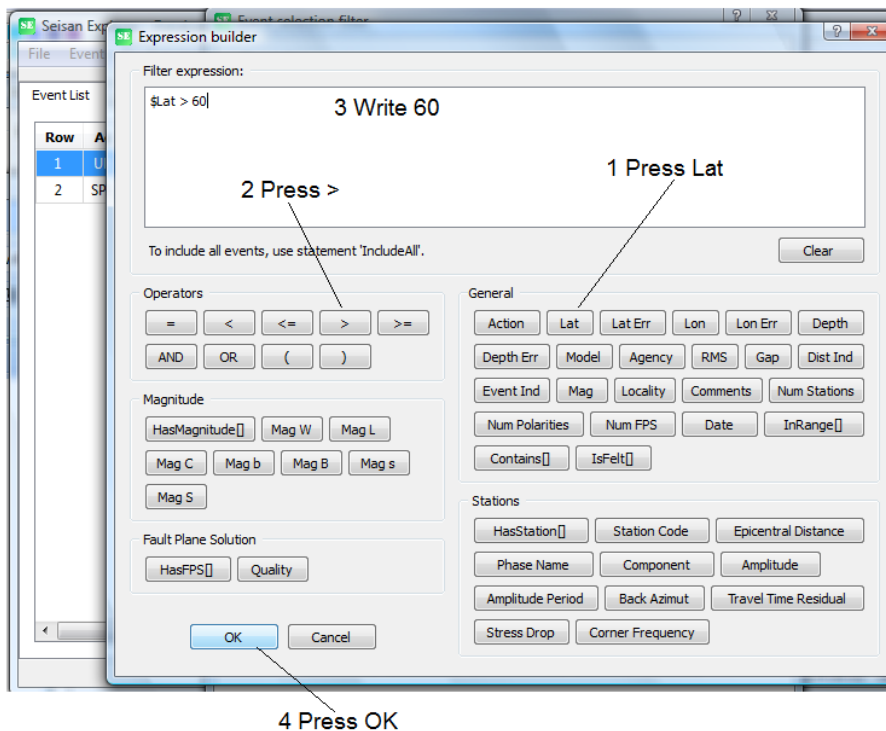 Seisan Exp
Event selection filter
File Event
Expression builder
Event List
Row A
1 U
2 SP
Filter expression:
$Lat > 60
3 Write 60
1 Press Lat
2 Press >
To include all events, use statement 'IncludeAll'.
Clear
Operators
= < <= > >=
AND OR ( )
Magnitude
HasMagnitude[] Mag W Mag L
Mag C Mag b Mag B Mag s
Mag S
Fault Plane Solution
HasFPS[] Quality
OK Cancel
General
Action Lat Lat Err Lon Lon Err Depth
Depth Err Model Agency RMS Gap Dist Ind
Event Ind Mag Locality Comments Num Stations
Num Polarities Num FPS Date InRange[]
Contains[] IsFelt[]
Stations
HasStation[] Station Code Epicentral Distance
Phase Name Component Amplitude
Amplitude Period Back Azimut Travel Time Residual
Stress Drop Corner Frequency
4 Press OK